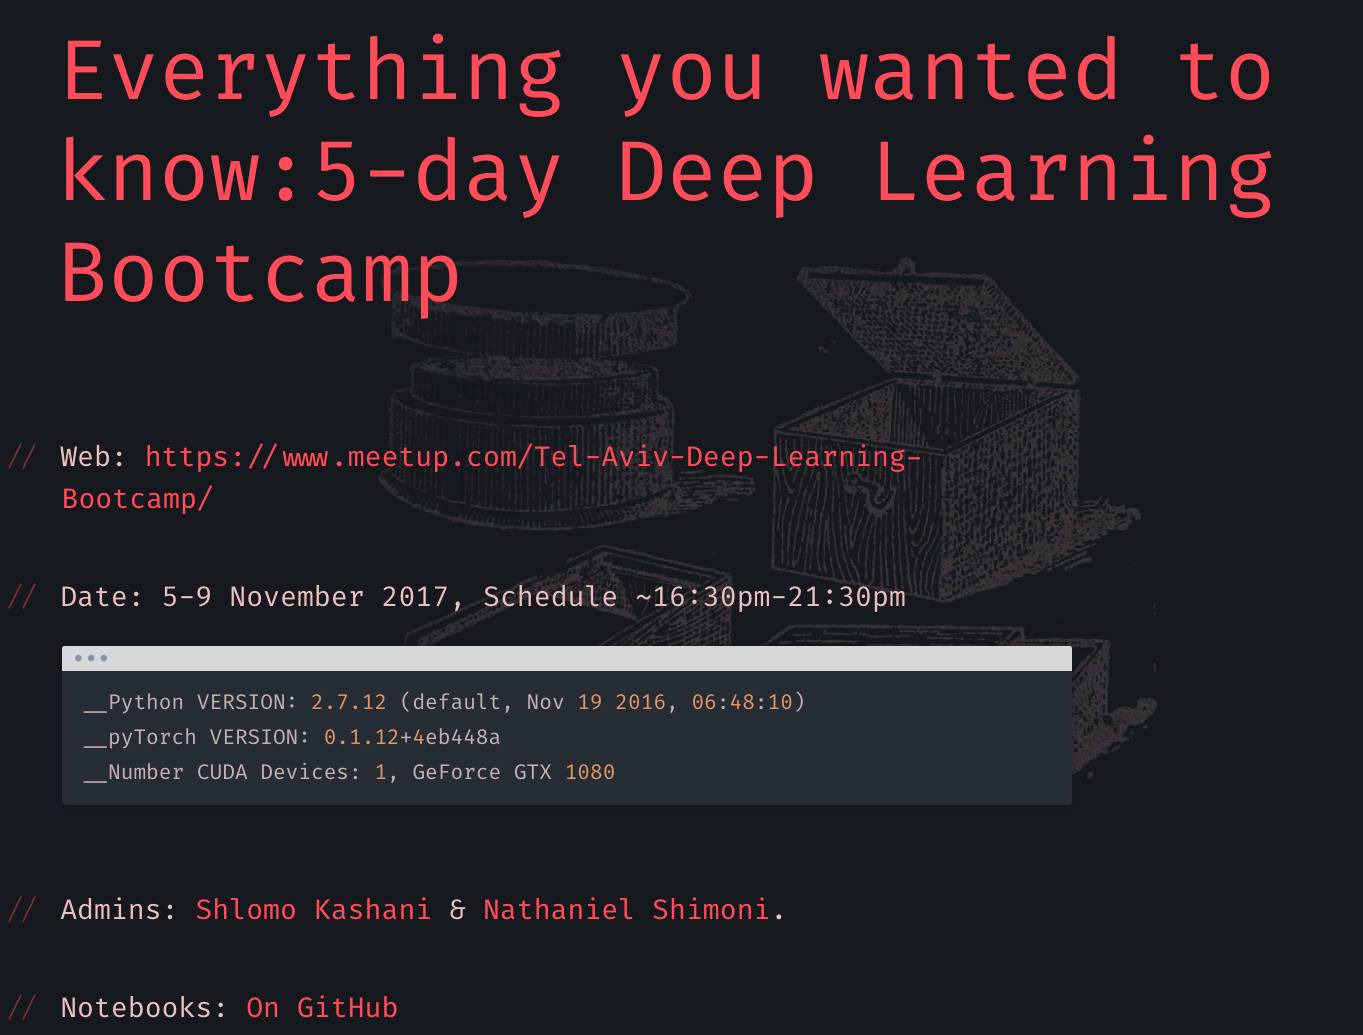 Everything you wanted to
know:5-day Deep Learning
Bootcamp
// Web: https://www.meetup.com/Tel-Aviv-Deep-Learning-
Bootcamp/
// Date: 5-9 November 2017, Schedule ~16:30pm-21:30pm
__Python VERSION: 2.7.12 (default, Nov 19 2016, 06:48:10)
__pyTorch VERSION: 0.1.12+4eb448a
__Number CUDA Devices: 1, GeForce GTX 1080
// Admins: Shlomo Kashani & Nathaniel Shimoni.
// Notebooks: On GitHub